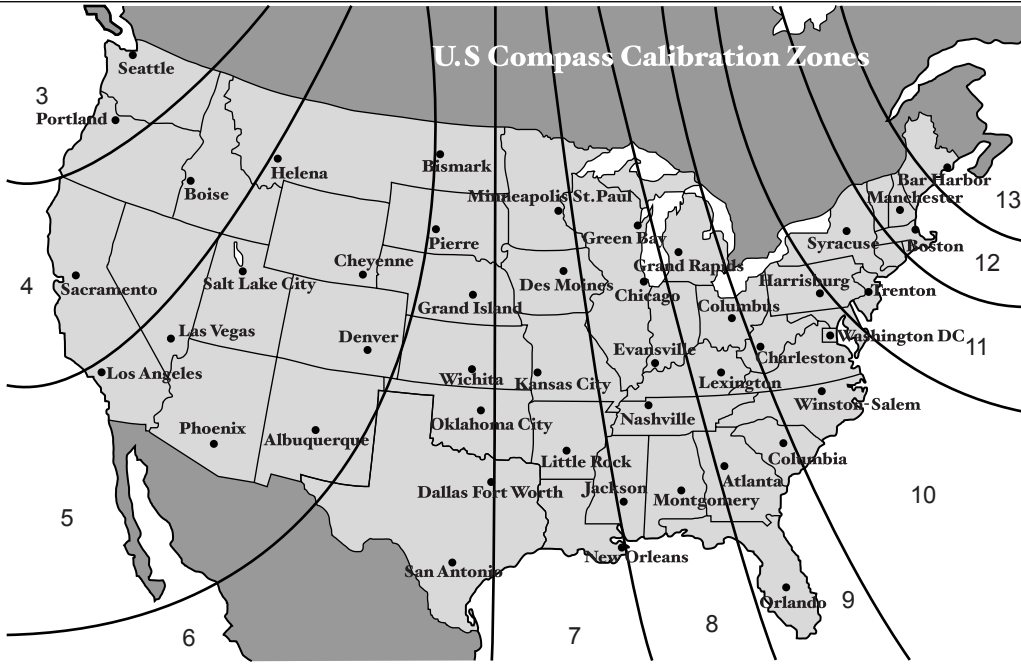 U.S Compass Calibration Zones
Seattle
3
Portland
Bismark
Helena
Bar Harbor
Boise
Minneapolis St.Paul
Manchester
13
Pierre
Green Bay
Syracuse
Boston
Cheyenne
Grand Rapids
12
4
Sacramento
Salt Lake City
Des Moines
Chicago
Harrisburg
Trenton
Grand Island
Columbus
Las Vegas
Denver
Washington DC
11
Evansville
Charleston
Los Angeles
Wichita
Kansas City
Lexington
Winston-Salem
Phoenix
Albuquerque
Oklahoma City
Nashville
Little Rock
Columbia
Dallas Fort Worth
Jackson
Montgomery
Atlanta
10
5
New Orleans
San Antonio
Orlando
9
6
7
8